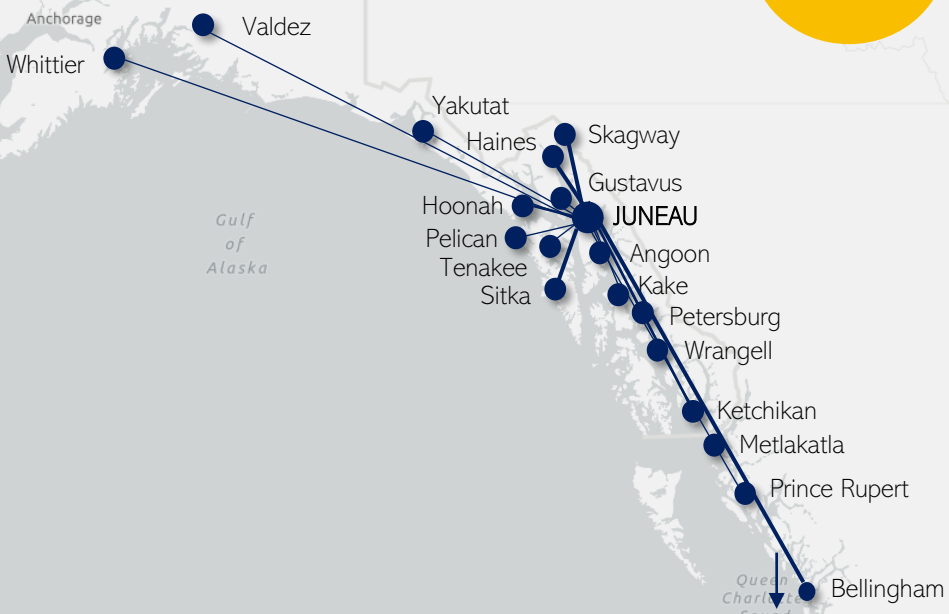 Anchorage
Valdez
Whittier
Yakutat
Haines
Skagway
Gustavus
Hoonah
JUNEAU
Gulf
of
Alaska
Pelican
Angoon
Tenakee
Kake
Sitka
Petersburg
Wrangell
Ketchikan
Metlakatla
Prince Rupert
Queen
Charlotte
Bellingham